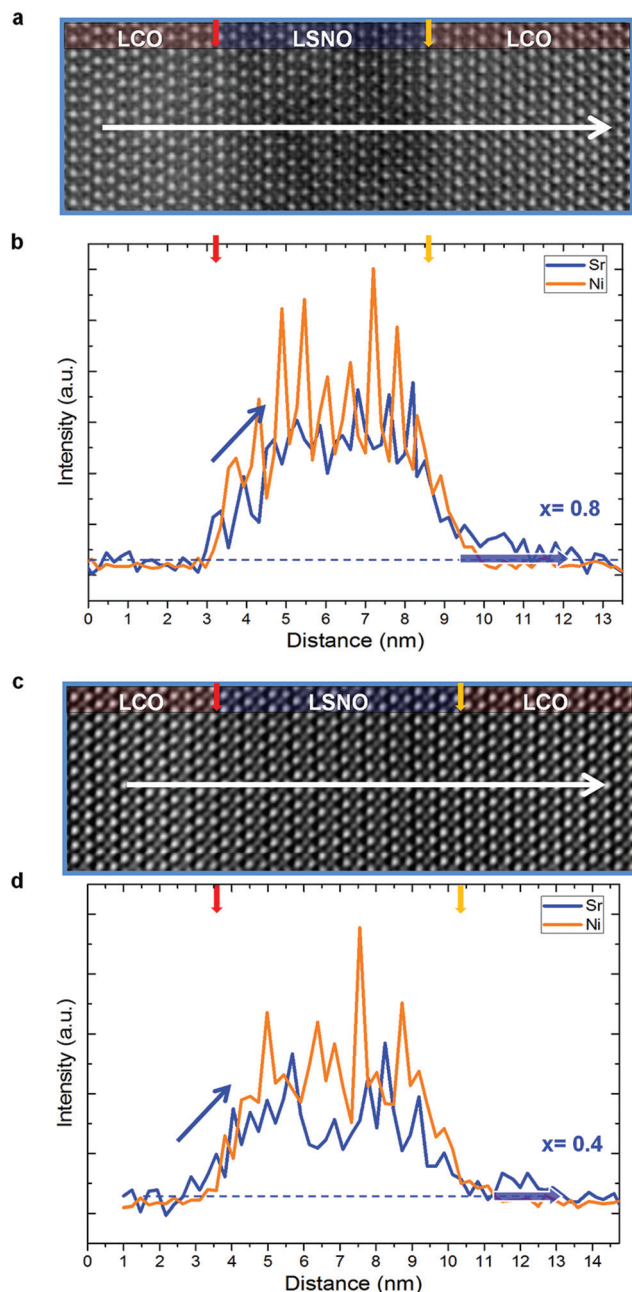 a
LCO LSNO LCO
b
Sr
Ni
Intensity (a.u.)
x= 0.8
0 1 2 3 4 5 6 7 8 9 10 11 12 13
Distance (nm)
c
LCO LSNO LCO
d
Sr
Ni
Intensity (a.u.)
x= 0.4
0 1 2 3 4 5 6 7 8 9 10 11 12 13 14
Distance (nm)